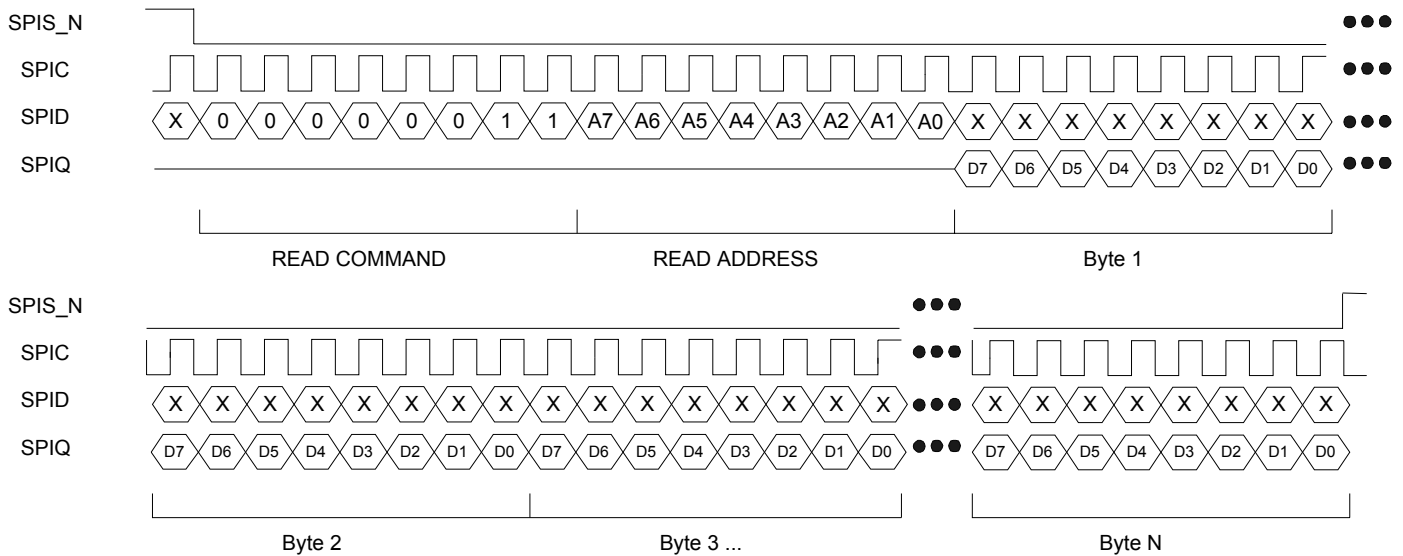 SPIS_N
SPIC
SPID X 0 0 0 0 0 0 1 1 A7 A6 A5 A4 A3 A2 A1 A0 X X X X X X X X
SPIQ D7 D6 D5 D4 D3 D2 D1 D0
READ COMMAND READ ADDRESS Byte 1
SPIS_N
SPIC
SPID X X X X X X X X X X X X X X X X X X X X X X X X
SPIQ D7 D6 D5 D4 D3 D2 D1 D0 D7 D6 D5 D4 D3 D2 D1 D0 D7 D6 D5 D4 D3 D2 D1 D0
Byte 2 Byte 3 ... Byte N